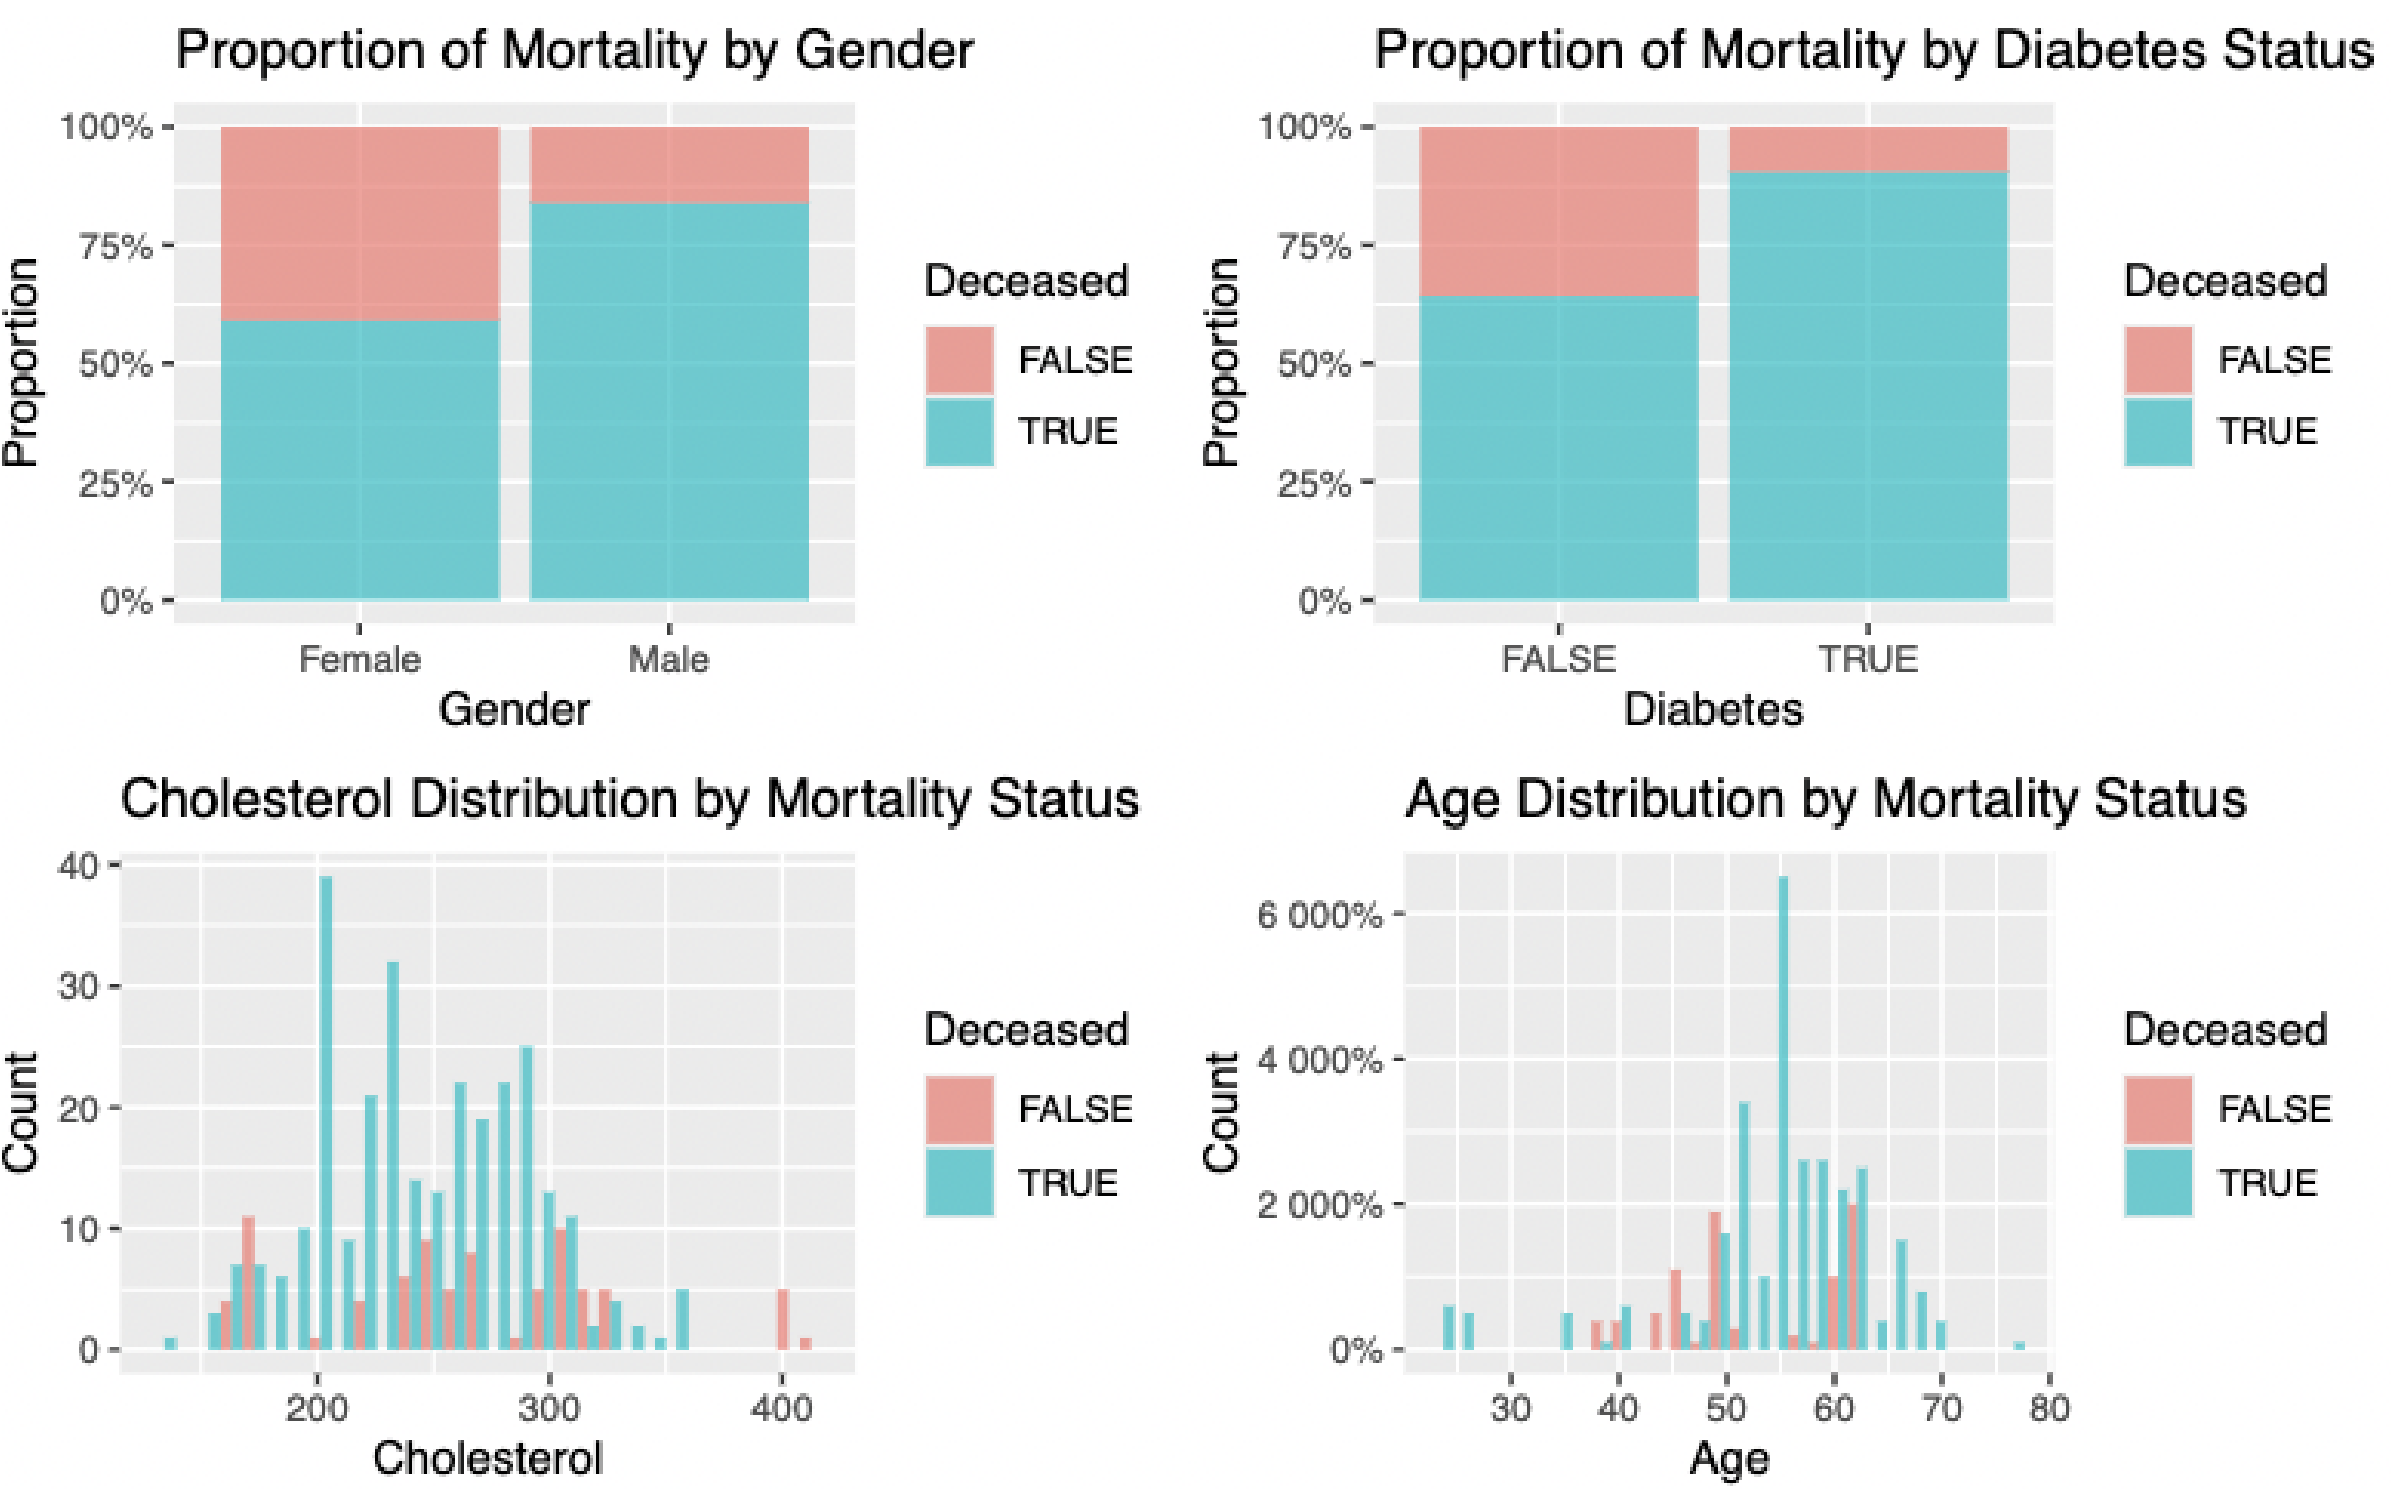 Proportion of Mortality by Gender
100%
75%
50%
25%
0%
Proportion
Female
Male
Gender
Deceased
FALSE
TRUE
Proportion of Mortality by Diabetes Status
100%
75%
50%
25%
0%
Proportion
FALSE
TRUE
Diabetes
Deceased
FALSE
TRUE
Cholesterol Distribution by Mortality Status
40
30
20
10
0
Count
200
300
400
Cholesterol
Deceased
FALSE
TRUE
Age Distribution by Mortality Status
6 000%
4 000%
2 000%
0%
Count
30
40
50
60
70
80
Age
Deceased
FALSE
TRUE